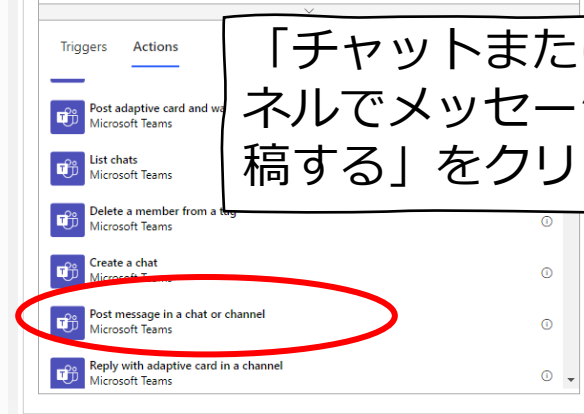 Triggers Actions
「チャットまた
ネルでメッセー
稿する」をクリ
Post adaptive card and wa
Microsoft Teams
List chats
Microsoft Teams
Delete a member from a tag
Microsoft Teams
Create a chat
Microsoft Teams
Post message in a chat or channel
Microsoft Teams
Reply with adaptive card in a channel
Microsoft Teams